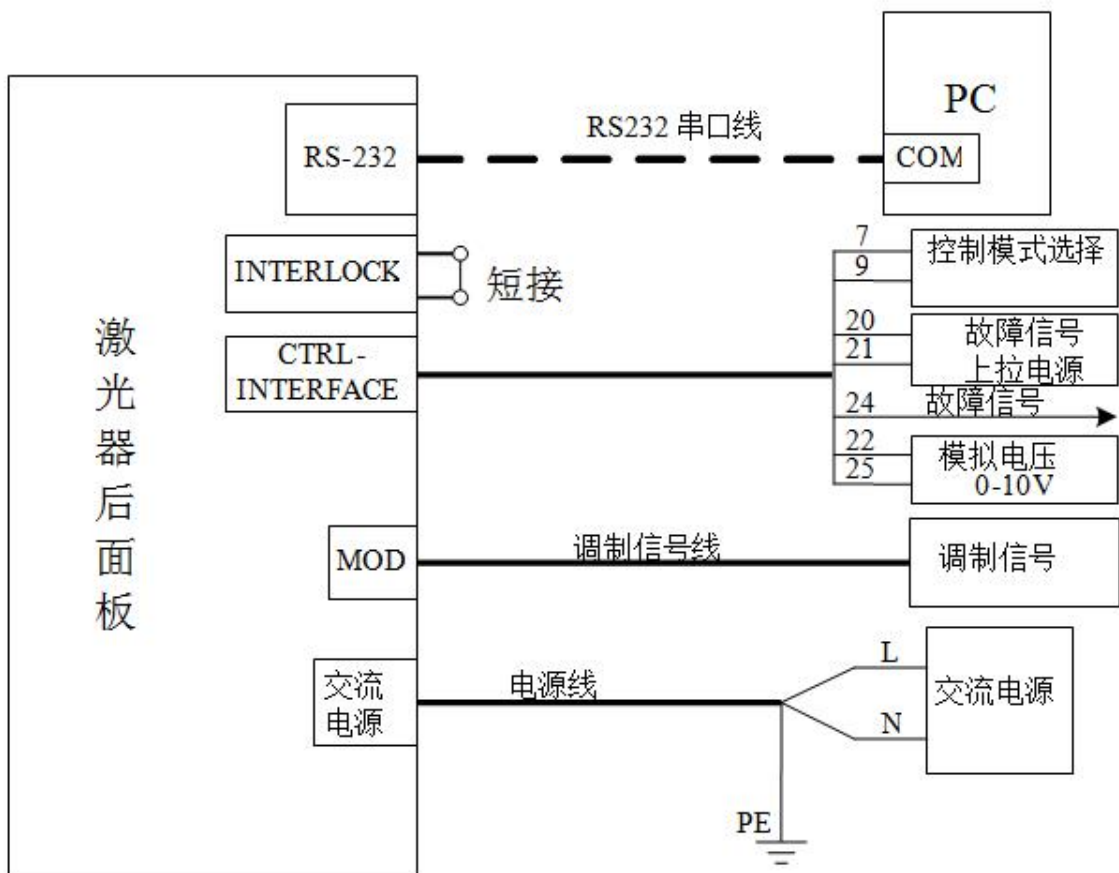 PC
RS232 串口线
RS-232
COM
INTERLOCK
短接
7
9
控制模式选择
CTRL-
INTERFACE
20
21
故障信号
上拉电源
24
故障信号
22
25
模拟电压
0-10V
激光器后面板
MOD
调制信号线
调制信号
交流
电源
电源线
L
N
交流电源
PE